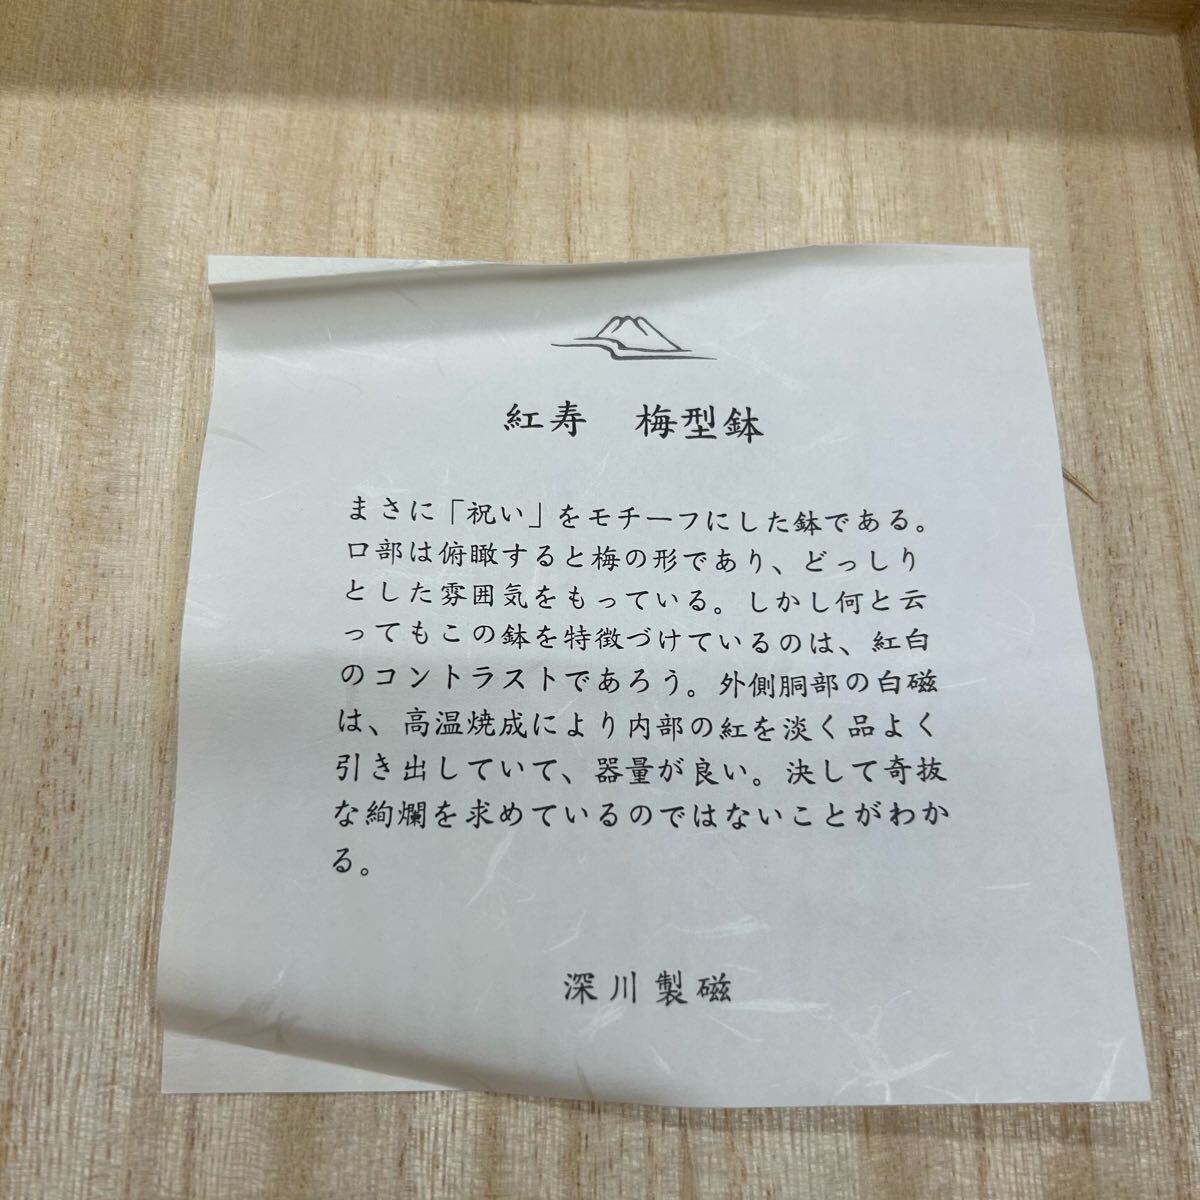 紅寿　梅型鉢
まさに「祝い」をモチーフにした鉢である。
口部は俯瞰すると梅の形であり、どっしり
とした雰囲気をもっている。しかし何と云
ってもこの鉢を特徴づけているのは、紅白
のコントラストであろう。外側胴部の白磁
は、高温焼成により内部の紅を淡く品よく
引き出していて、器量が良い。決して奇抜
な絢爛を求めているのではないことがわか
る。
深川製磁